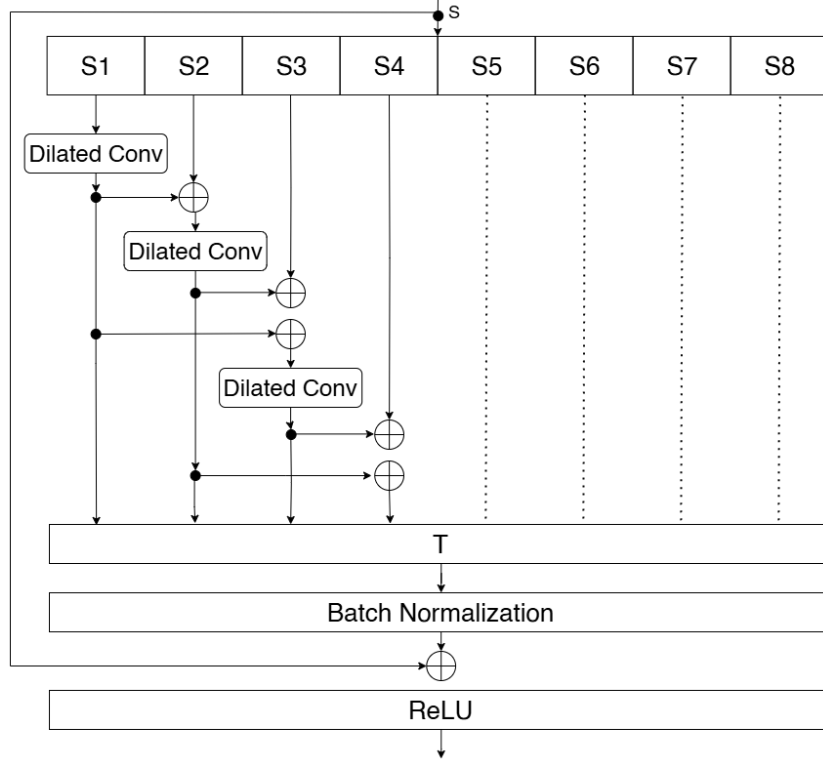 S
S1 S2 S3 S4 S5 S6 S7 S8
Dilated Conv
Dilated Conv
Dilated Conv
T
Batch Normalization
ReLU